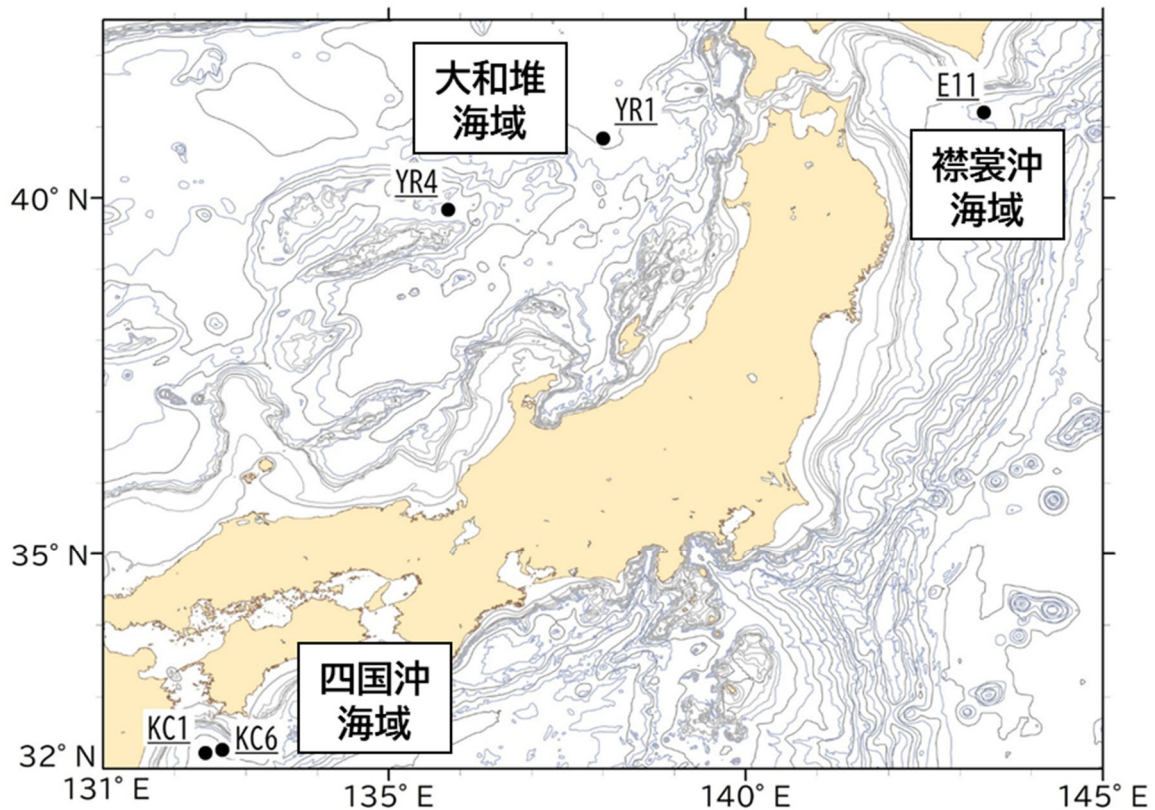 大和堆
海域
YR1
E11
襟裳沖
海域
YR4
40° N
35° N
四国沖
海域
KC1
KC6
32° N
131° E
135° E
140° E
145° E